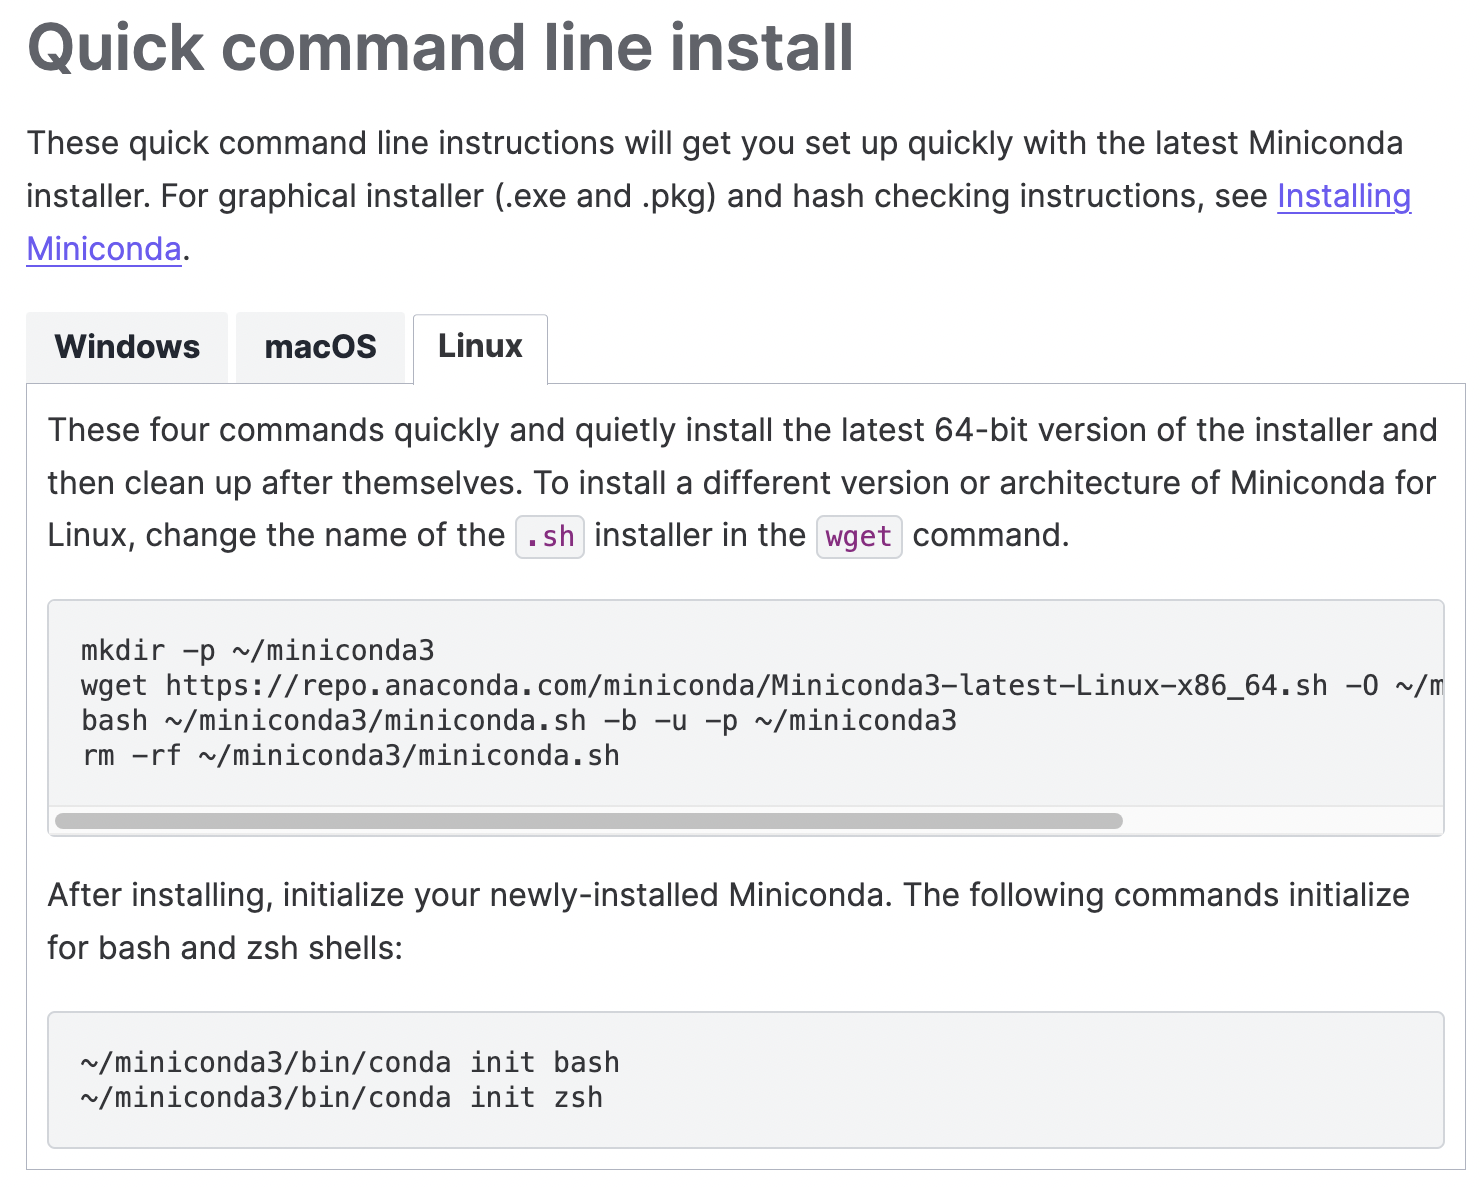 Quick command line install
These quick command line instructions will get you set up quickly with the latest Miniconda
installer. For graphical installer (.exe and .pkg) and hash checking instructions, see Installing
Miniconda.
Windows macOS Linux
These four commands quickly and quietly install the latest 64-bit version of the installer and
then clean up after themselves. To install a different version or architecture of Miniconda for
Linux, change the name of the .sh installer in the wget command.
mkdir -p ~/miniconda3
wget https://repo.anaconda.com/miniconda/Miniconda3-latest-Linux-x86_64.sh -O ~/m
bash ~/miniconda3/miniconda.sh -b -u -p ~/miniconda3
rm -rf ~/miniconda3/miniconda.sh
After installing, initialize your newly-installed Miniconda. The following commands initialize
for bash and zsh shells:
~/miniconda3/bin/conda init bash
~/miniconda3/bin/conda init zsh